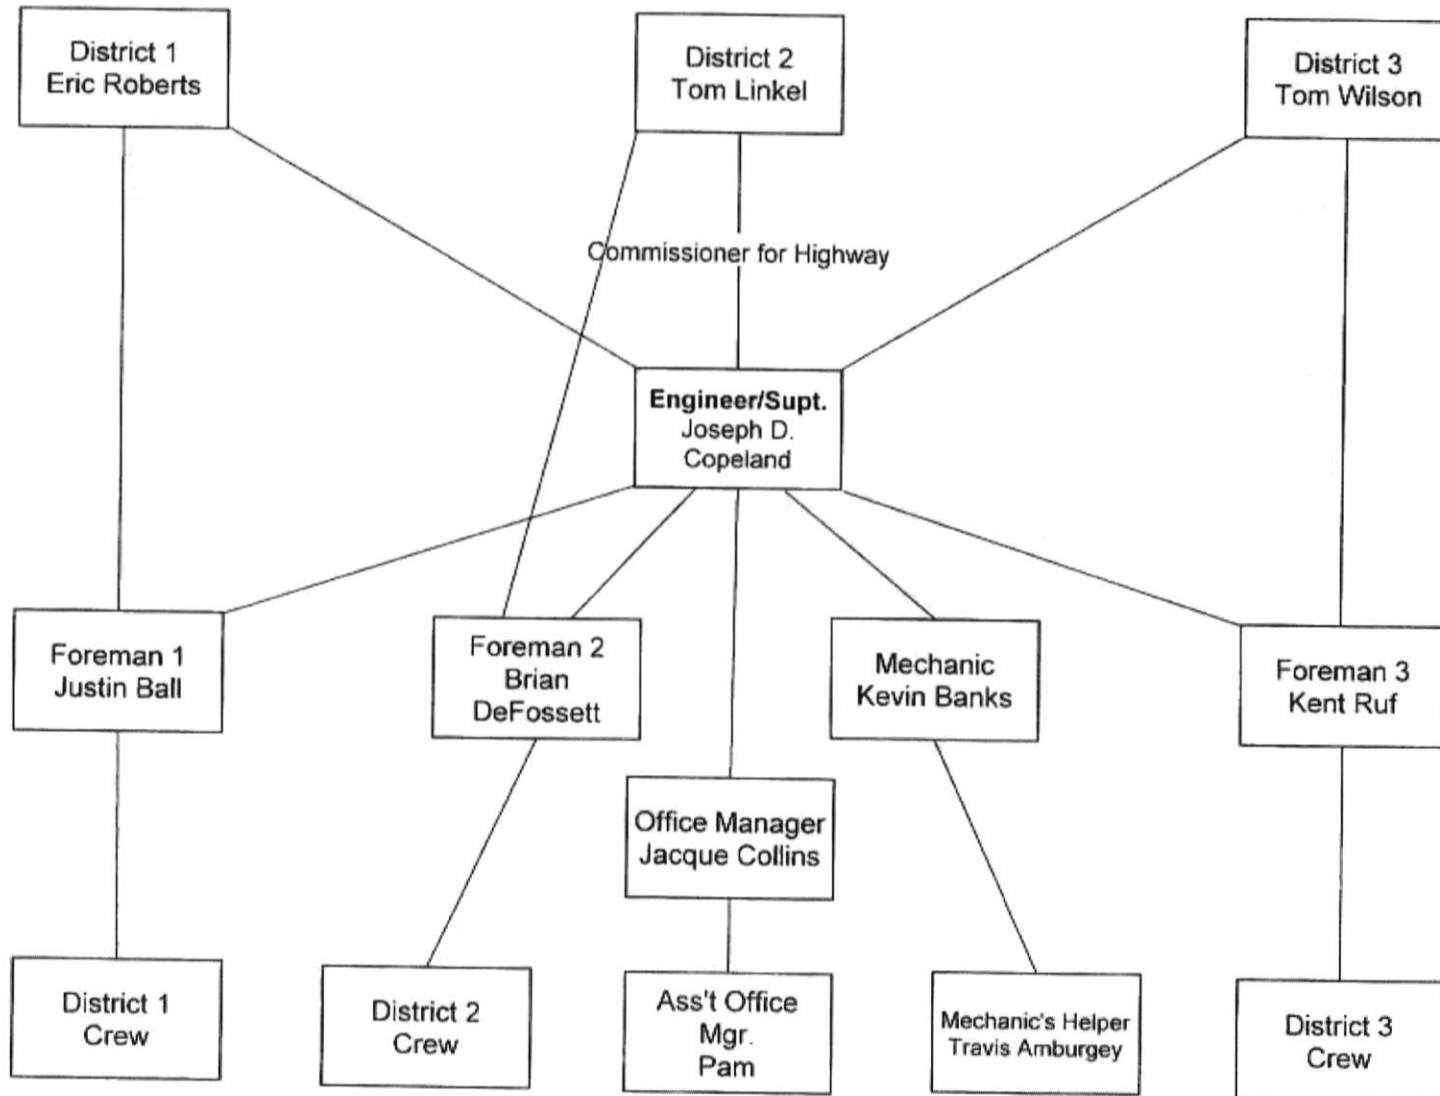 District 1
Eric Roberts
District 2
Tom Linkel
District 3
Tom Wilson
Commissioner for Highway
Engineer/Supt.
Joseph D.
Copeland
Foreman 1
Justin Ball
Foreman 2
Brian
DeFossett
Mechanic
Kevin Banks
Foreman 3
Kent Ruf
Office Manager
Jacque Collins
District 1
Crew
District 2
Crew
Ass't Office
Mgr.
Pam
Mechanic's Helper
Travis Amburgey
District 3
Crew